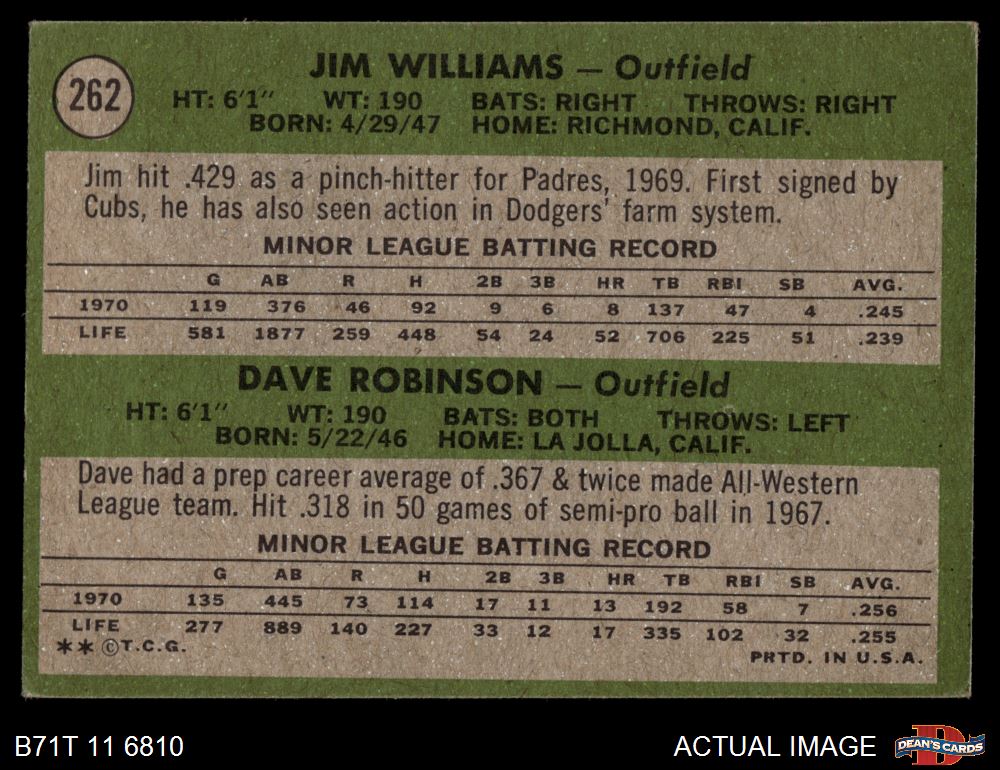 262
JIM WILLIAMS — Outfield
HT: 6'1" WT: 190 BATS: RIGHT THROWS: RIGHT
BORN: 4/29/47 HOME: RICHMOND, CALIF.
Jim hit .429 as a pinch-hitter for Padres, 1969. First signed by
Cubs, he has also seen action in Dodgers' farm system.
MINOR LEAGUE BATTING RECORD
G AB R H 2B 3B HR TB RBI SB AVG.
1970 119 376 46 92 9 6 8 137 47 4 .245
LIFE 581 1877 259 448 54 24 52 706 225 51 .239
DAVE ROBINSON — Outfield
HT: 6'1" WT: 190 BATS: BOTH THROWS: LEFT
BORN: 5/22/46 HOME: LA JOLLA, CALIF.
Dave had a prep career average of .367 & twice made All-Western
League team. Hit .318 in 50 games of semi-pro ball in 1967.
MINOR LEAGUE BATTING RECORD
G AB R H 2B 3B HR TB RBI SB AVG.
1970 135 445 73 114 17 11 13 192 58 7 .256
LIFE 277 889 140 227 33 12 17 335 102 32 .255
** ©T.C.G. PRTD. IN U.S.A.
B71T 11 6810 ACTUAL IMAGE DEAN'S CARDS